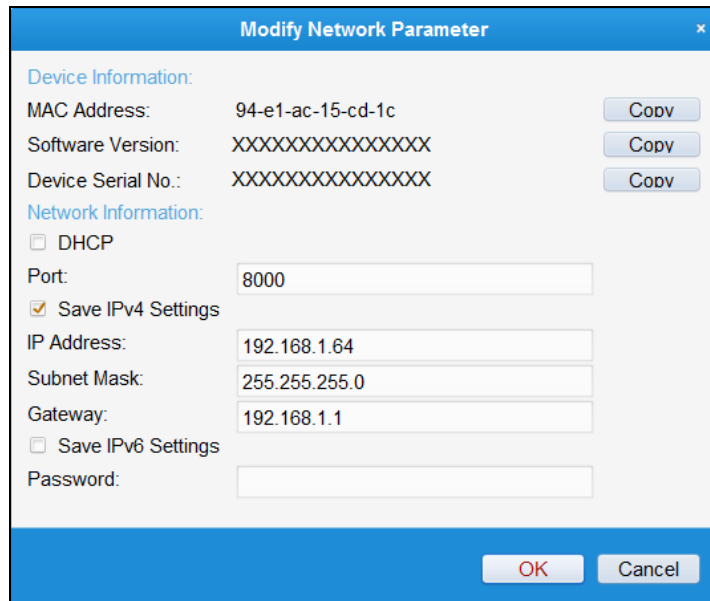 Modify Network Parameter ×
Device Information:
MAC Address: 94-e1-ac-15-cd-1c Copy
Software Version: XXXXXXXXXXXXXXX Copy
Device Serial No.: XXXXXXXXXXXXXXX Copy
Network Information:
DHCP
Port: 8000
Save IPv4 Settings
IP Address: 192.168.1.64
Subnet Mask: 255.255.255.0
Gateway: 192.168.1.1
Save IPv6 Settings
Password:
OK Cancel